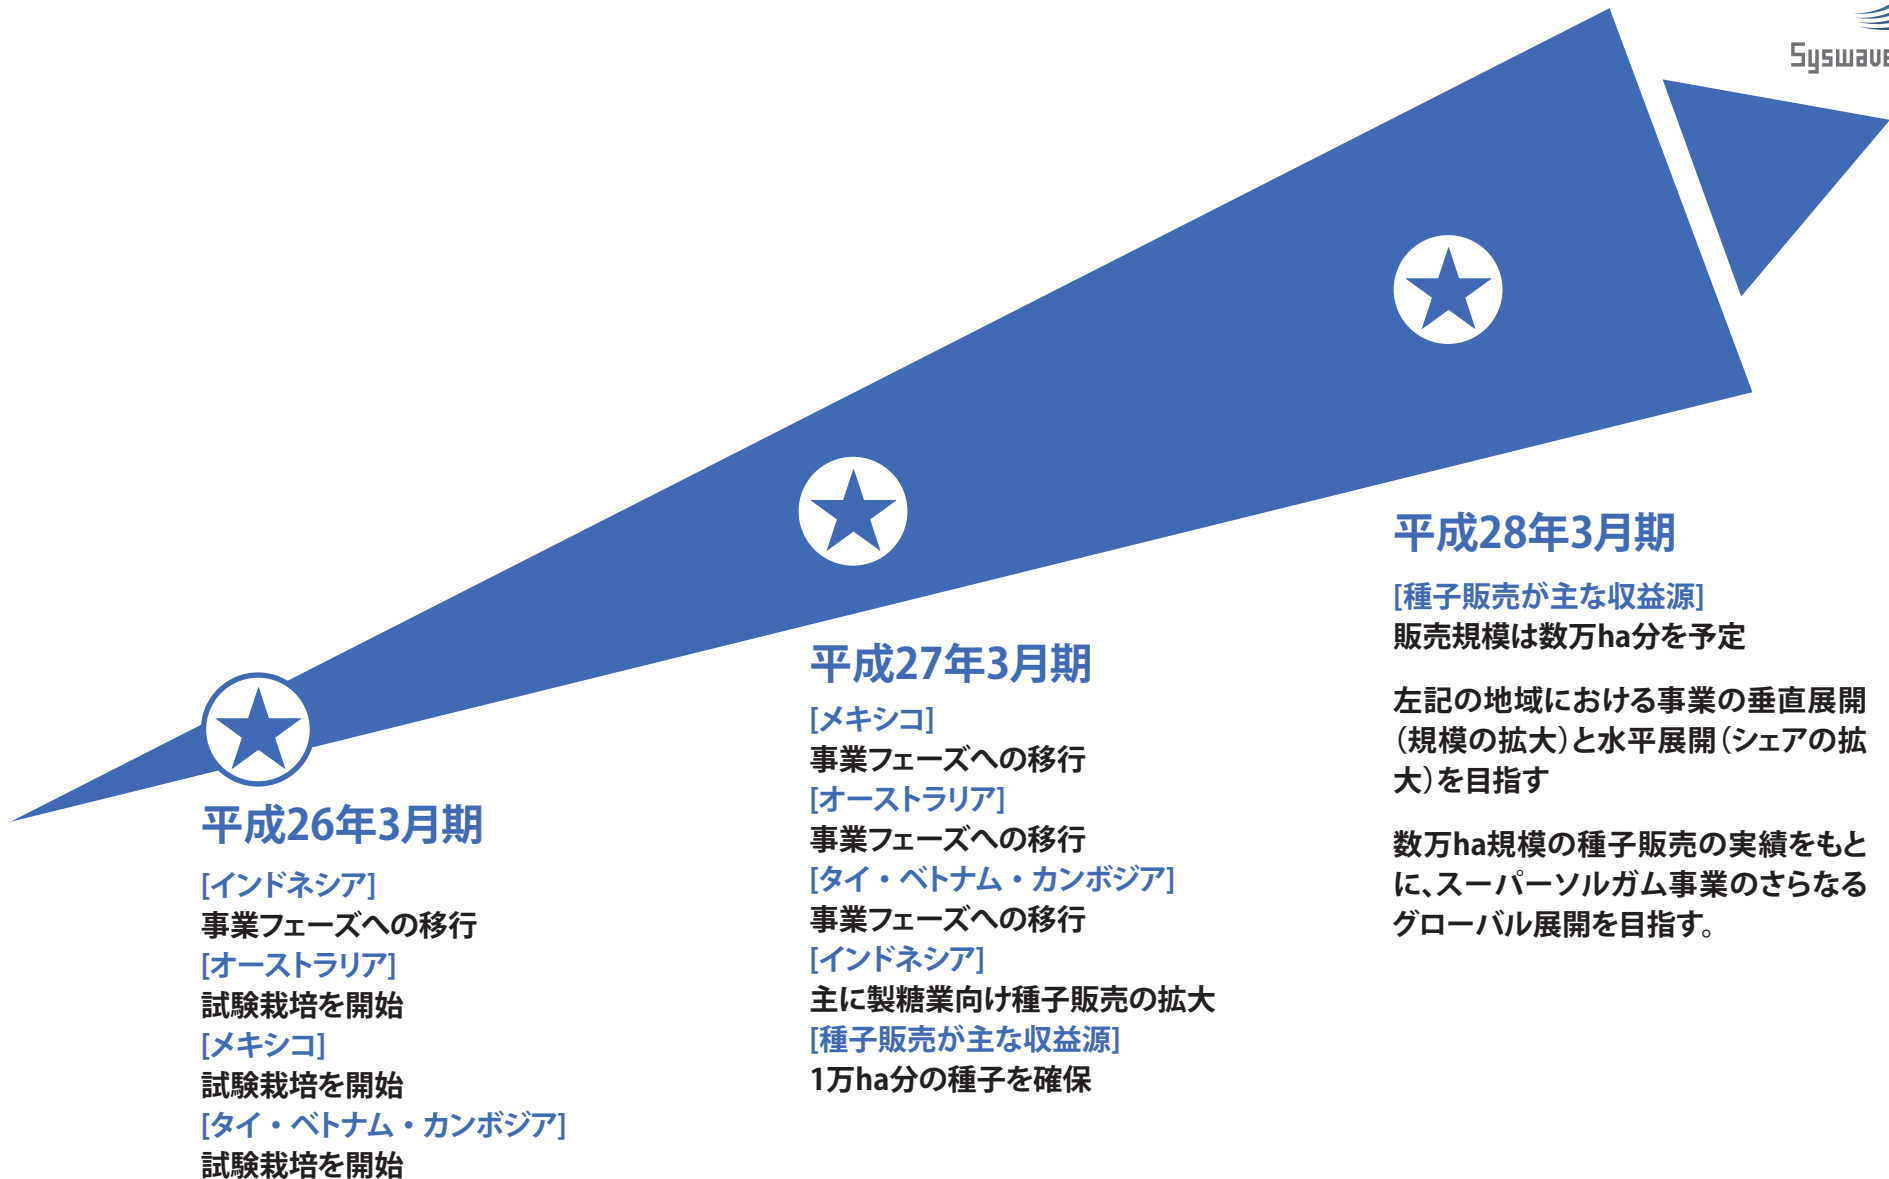 Syswave
平成26年3月期
[インドネシア]
事業フェーズへの移行
[オーストラリア]
試験栽培を開始
[メキシコ]
試験栽培を開始
[タイ・ベトナム・カンボジア]
試験栽培を開始
平成27年3月期
[メキシコ]
事業フェーズへの移行
[オーストラリア]
事業フェーズへの移行
[タイ・ベトナム・カンボジア]
事業フェーズへの移行
[インドネシア]
主に製糖業向け種子販売の拡大
[種子販売が主な収益源]
1万ha分の種子を確保
平成28年3月期
[種子販売が主な収益源]
販売規模は数万ha分を予定
左記の地域における事業の垂直展開
（規模の拡大）と水平展開（シェアの拡
大）を目指す
数万ha規模の種子販売の実績をもと
に、スーパーソルガム事業のさらなる
グローバル展開を目指す。